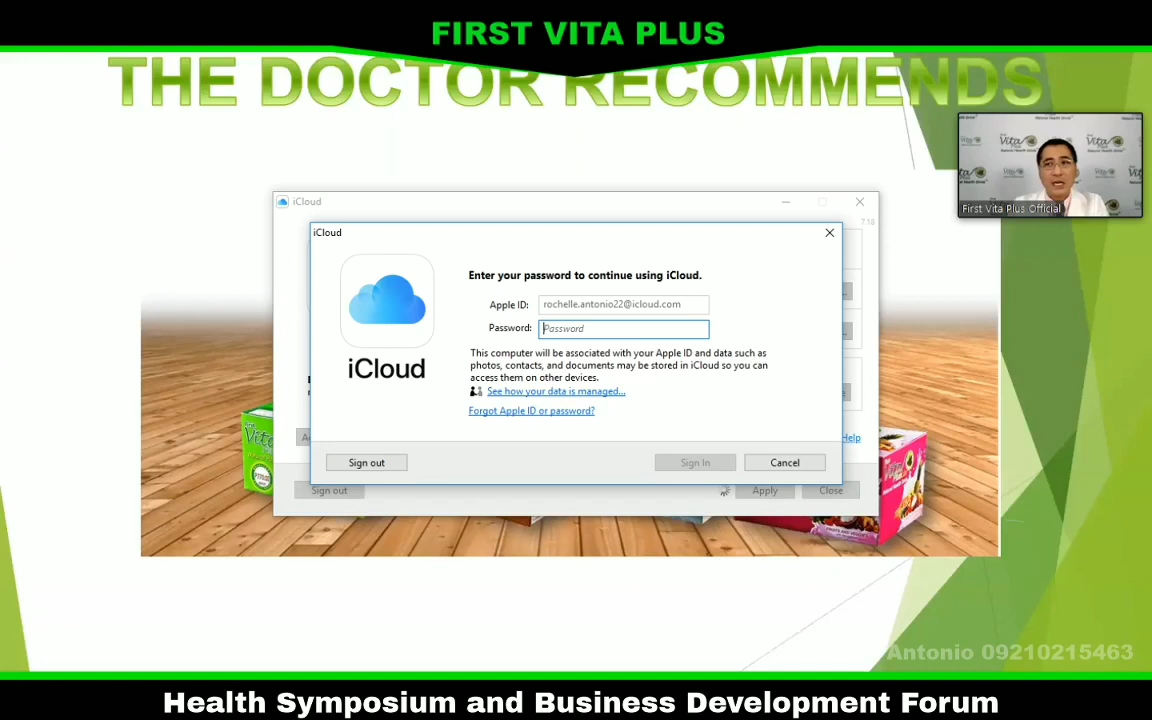 FIRST VITA PLUS
THE DOCTOR RECOMMENDS
First Vita Plus Official
iCloud
7.18
iCloud
Enter your password to continue using iCloud.
Apple ID: rochelle.antonio22@icloud.com
Password: Password
iCloud
This computer will be associated with your Apple ID and data such as
photos, contacts, and documents may be stored in iCloud so you can
access them on other devices.
See how your data is managed...
Forgot Apple ID or password?
Help
Sign out Sign In Cancel
Sign out Apply Close
Antonio 09210215463
Health Symposium and Business Development Forum